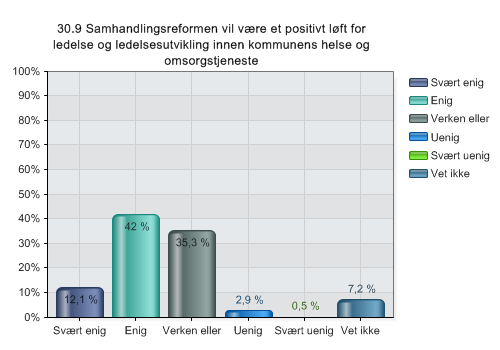 30.9 Samhandlingsreformen vil være et positivt løft for
ledelse og ledelsesutvikling innen kommunens helse og
omsorgstjeneste
100%
90%
80%
70%
60%
50%
40%
30%
20%
10%
0%
12,1 %
42 %
35,3 %
2,9 %
0,5 %
7,2 %
Svært enig
Enig
Verken eller
Uenig
Svært uenig
Vet ikke
Svært enig
Enig
Verken eller
Uenig
Svært uenig
Vet ikke